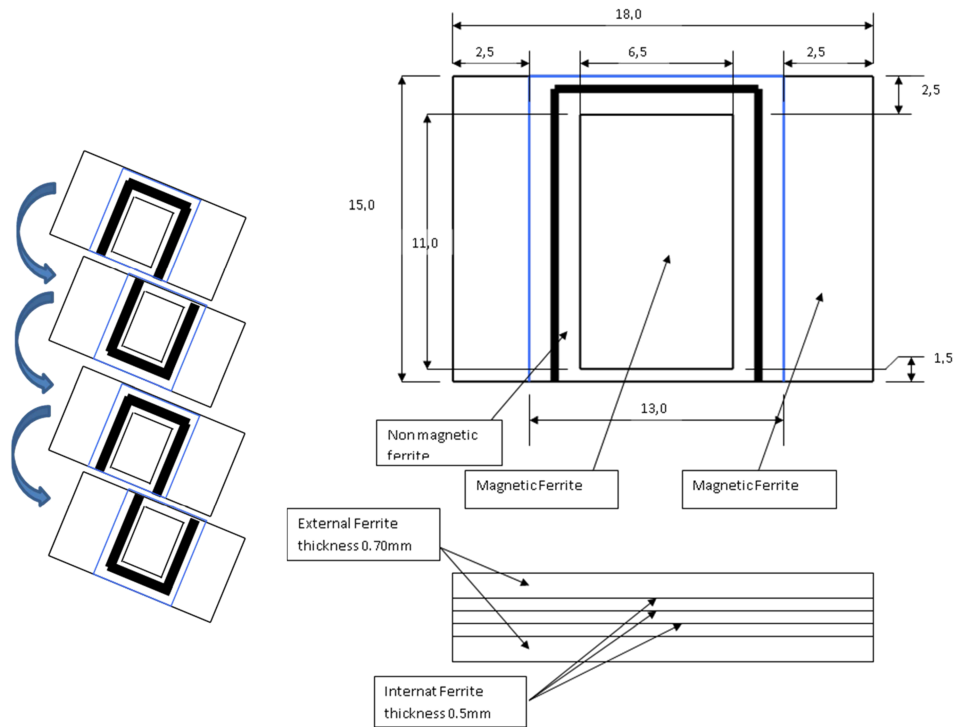 18,0
2,5
6,5
2,5
2,5
15,0
11,0
1,5
13,0
Non magnetic
ferrite
Magnetic Ferrite
Magnetic Ferrite
External Ferrite
thickness 0.70mm
Internat Ferrite
thickness 0.5mm